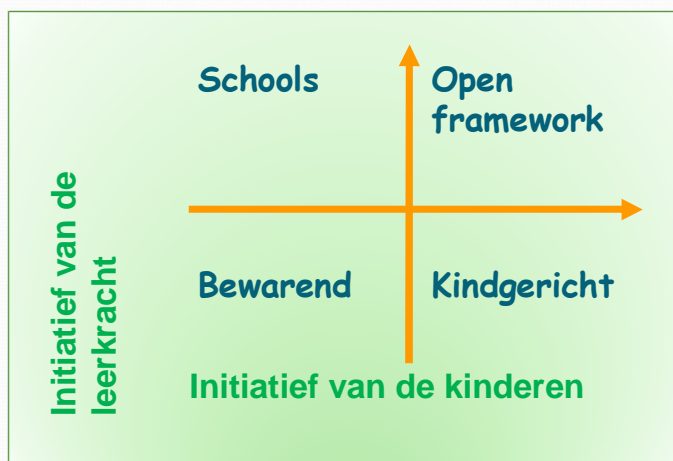 Schools
Open
framework
Initiatief van de
leerkracht
Bewarend
Kindgericht
Initiatief van de kinderen